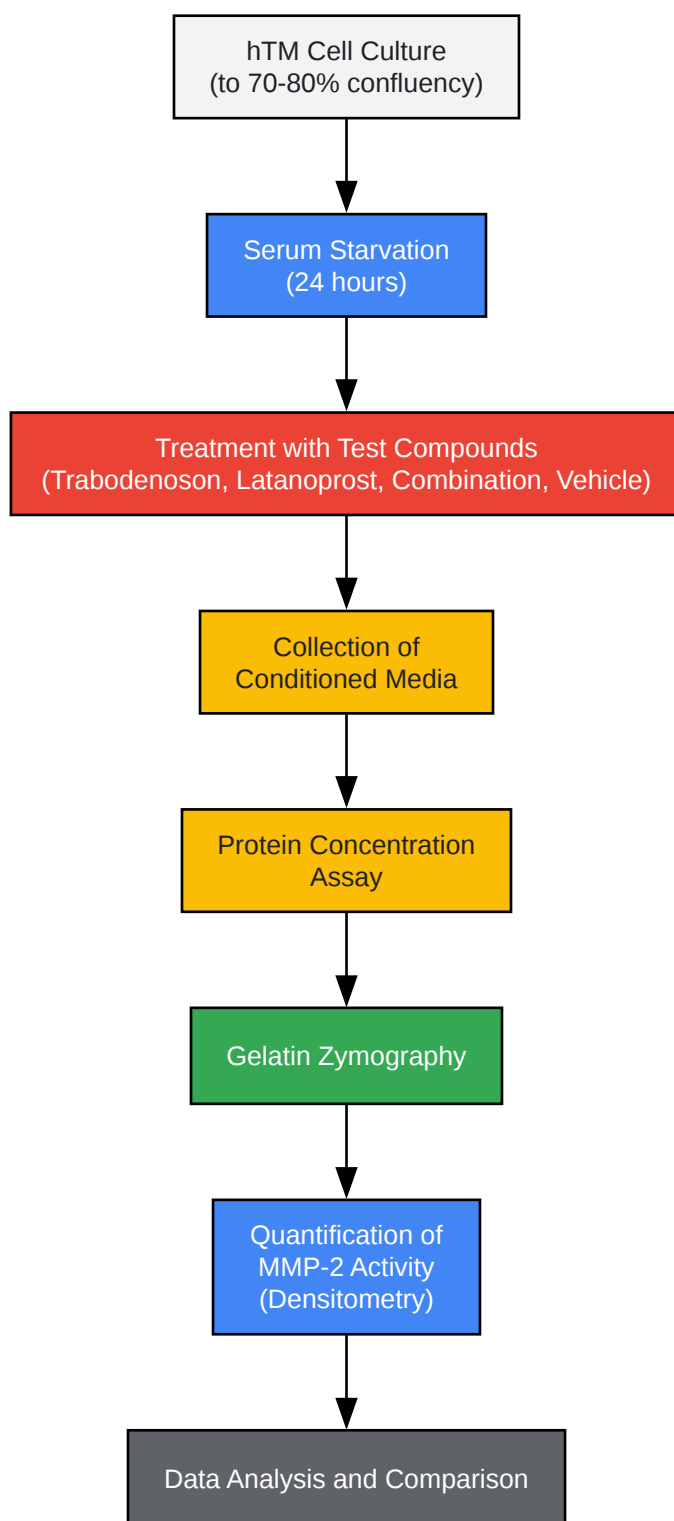 hTM Cell Culture
(to 70-80% confluency)
Serum Starvation
(24 hours)
Treatment with Test Compounds
(Trabodenoson, Latanoprost, Combination, Vehicle)
Collection of
Conditioned Media
Protein Concentration
Assay
Gelatin Zymography
Quantification of
MMP-2 Activity
(Densitometry)
Data Analysis and Comparison